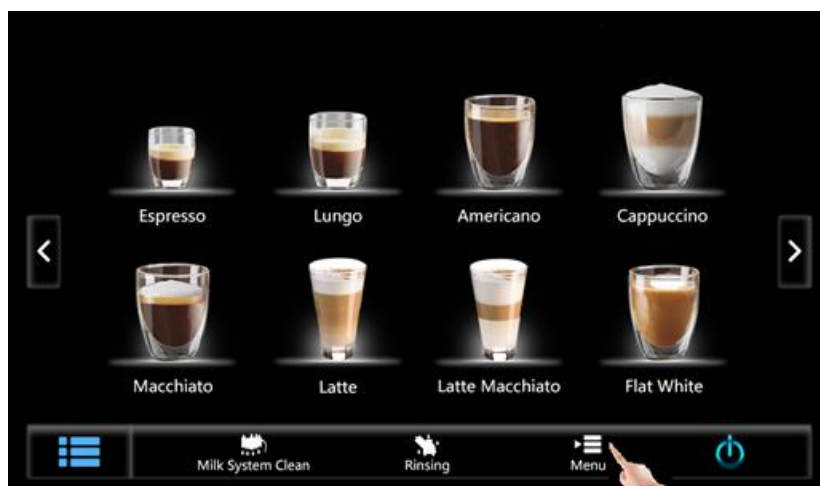 Espresso
Lungo
Americano
Cappuccino
Macchiato
Latte
Latte Macchiato
Flat White
Milk System Clean
Rinsing
Menu